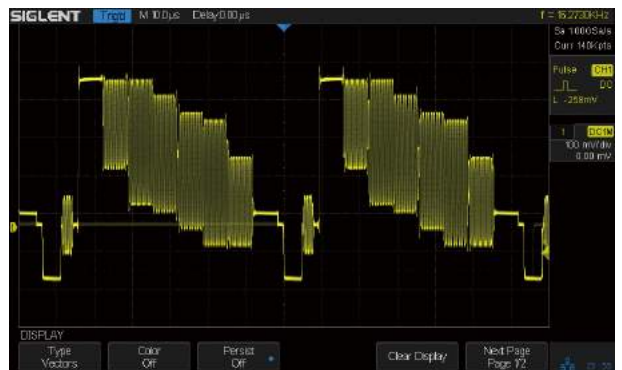 SIGLENT Trig'd M 10.0µs Delay:0.00µs f = 15.2730KHz
Sa 1.00GSa/s
Curr 140Kpts
Pulse CH1
DC
L -258mV
1 DC1M
100 mV/div
0.00 mV
DISPLAY
Type Color Persist Clear Display Next Page
Vectors Off Off Page 1/2